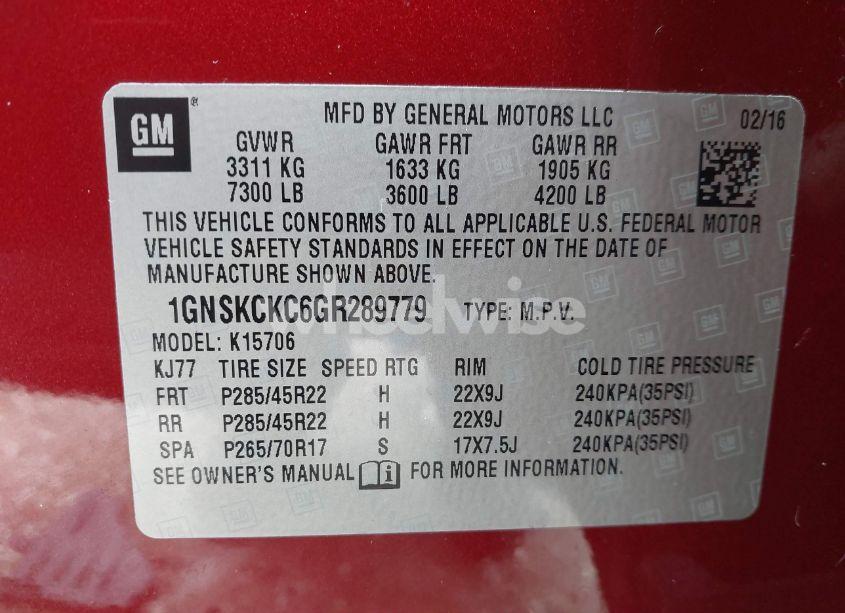 GM ® MFD BY GENERAL MOTORS LLC 02/16
GVWR GAWR FRT GAWR RR
3311 KG 1633 KG 1905 KG
7300 LB 3600 LB 4200 LB
THIS VEHICLE CONFORMS TO ALL APPLICABLE U.S. FEDERAL MOTOR
VEHICLE SAFETY STANDARDS IN EFFECT ON THE DATE OF
MANUFACTURE SHOWN ABOVE.
1GNSKCKC6GR289779 TYPE: M.P.V.
wheelwise
MODEL: K15706
KJ77 TIRE SIZE SPEED RTG RIM COLD TIRE PRESSURE
FRT P285/45R22 H 22X9J 240KPA(35PSI)
RR P285/45R22 H 22X9J 240KPA(35PSI)
SPA P265/70R17 S 17X7.5J 240KPA(35PSI)
SEE OWNER'S MANUAL FOR MORE INFORMATION.